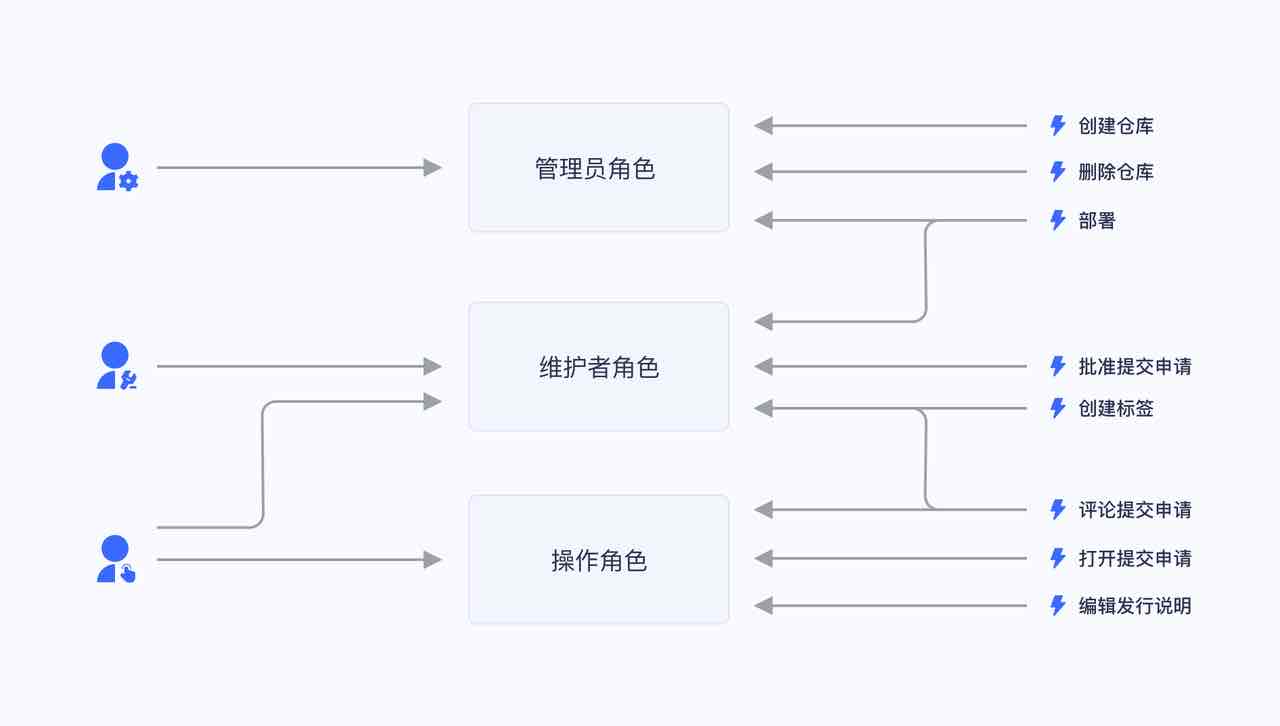 管理员角色
创建仓库
删除仓库
部署
维护者角色
批准提交申请
创建标签
操作角色
评论提交申请
打开提交申请
编辑发行说明